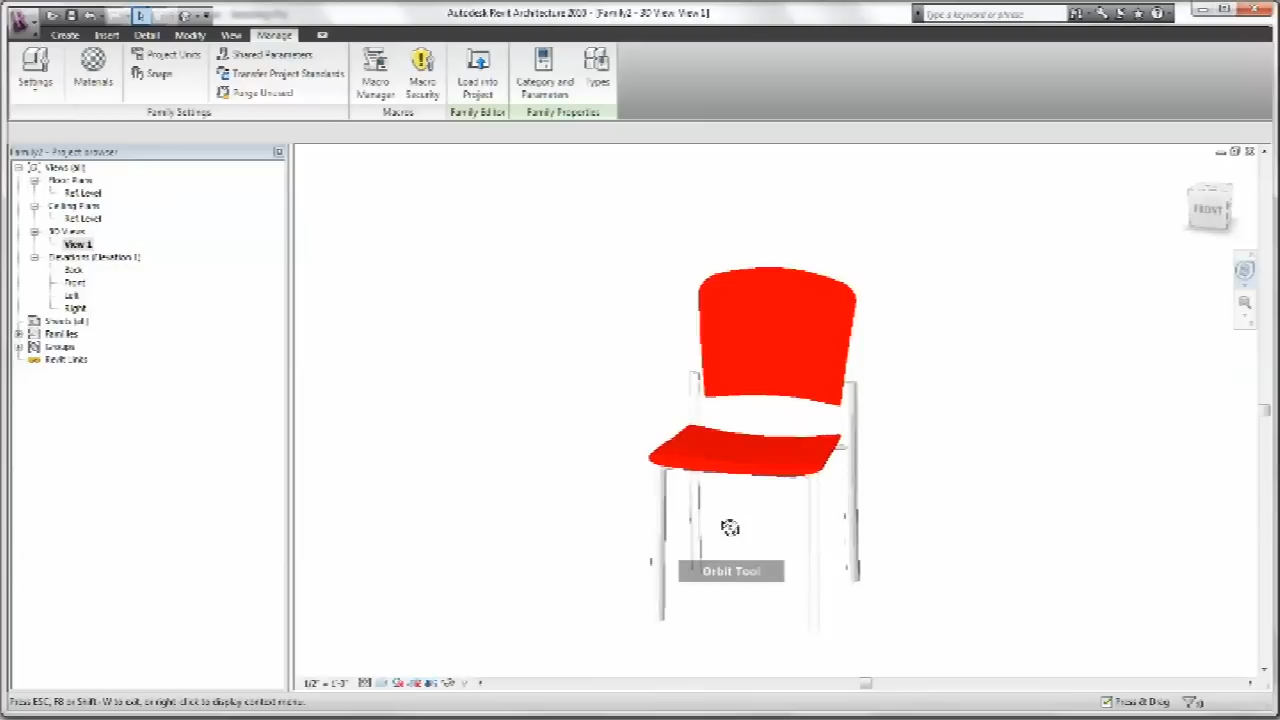 Autodesk Revit Architecture 2010 - [Family2 - 3D View: View 1]
Type a keyword or phrase
Create Insert Detail Modify View Manage
Settings
Materials
Project Units
Snaps
Shared Parameters
Transfer Project Standards
Purge Unused
Macro Manager
Macro Security
Load into Project
Category and Parameters
Types
Family Settings
Macros
Family Editor
Family Properties
Family2 - Project browser
Views (all)
Floor Plans
Ref. Level
Ceiling Plans
Ref. Level
3D Views
View 1
Elevations (Elevation 1)
Back
Front
Left
Right
Sheets (all)
Families
Groups
Revit Links
FRONT
Orbit Tool
1/2" = 1'-0"
Press ESC, F8 or Shift - W to exit, or right-click to display context menu.
Press & Drag